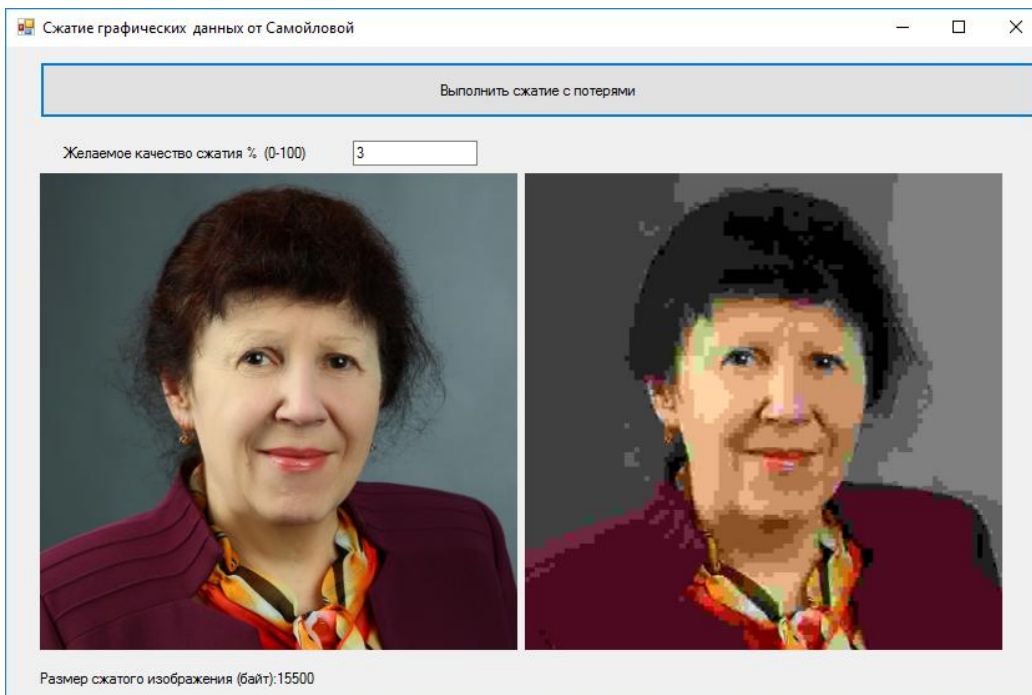 Сжатие графических данных от Самойловой
Выполнить сжатие с потерями
Желаемое качество сжатия % (0-100) 3
Размер сжатого изображения (байт):15500